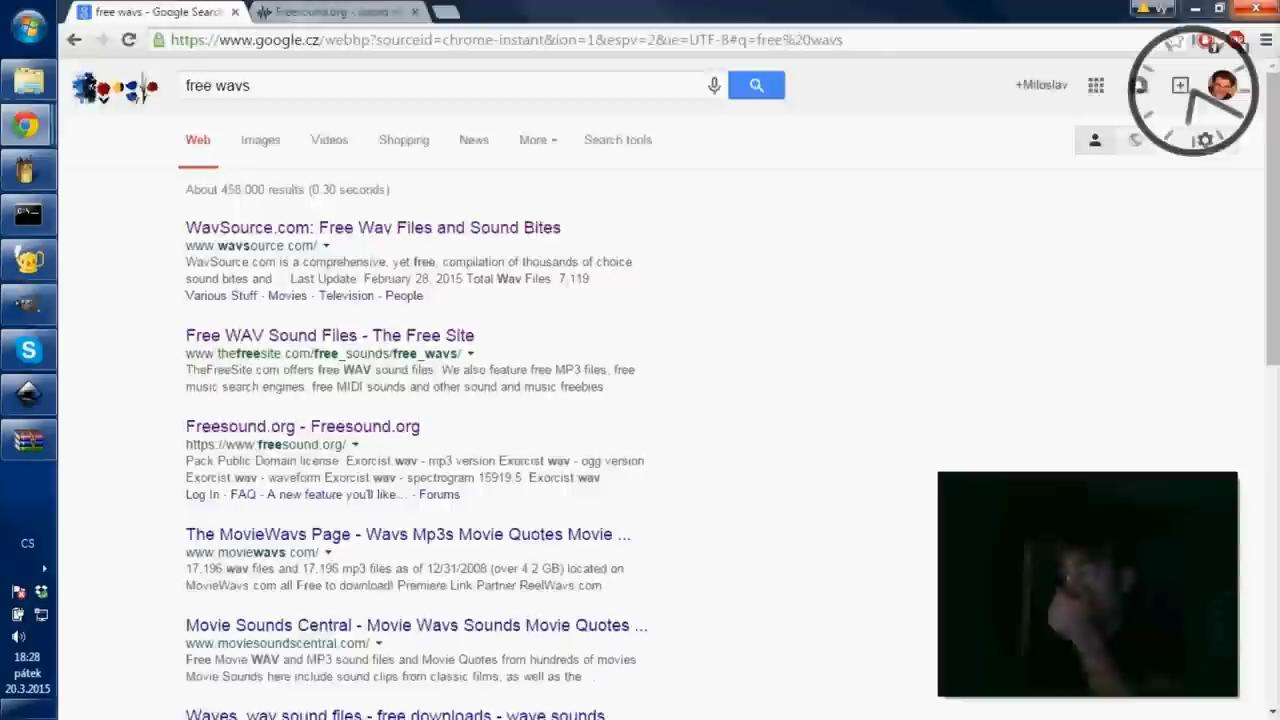 free wavs - Google Search
Freesound.org - sound
https://www.google.cz/webhp?sourceid=chrome-instant&ion=1&espv=2&ie=UTF-8#q=free%20wavs
free wavs
+Miloslav
Web Images Videos Shopping News More Search tools
About 458,000 results (0.30 seconds)
WavSource.com: Free Wav Files and Sound Bites
www.wavsource.com/
WavSource.com is a comprehensive, yet free, compilation of thousands of choice
sound bites and ... Last Update: February 28, 2015 Total Wav Files: 7,119
Various Stuff - Movies - Television - People
Free WAV Sound Files - The Free Site
www.thefreesite.com/free_sounds/free_wavs/
TheFreeSite.com offers free WAV sound files. We also feature free MP3 files, free
music search engines, free MIDI sounds and other sound and music freebies
Freesound.org - Freesound.org
https://www.freesound.org/
Pack Public Domain license. Exorcist.wav - mp3 version Exorcist.wav - ogg version
Exorcist.wav - waveform Exorcist.wav - spectrogram 15919.5. Exorcist.wav
Log In - FAQ - A new feature you'll like... - Forums
The MovieWavs Page - Wavs Mp3s Movie Quotes Movie ...
www.moviewavs.com/
17,196 wav files and 17,196 mp3 files as of 12/31/2008 (over 4.2 GB) located on
MovieWavs.com all Free to download! Premiere Link Partner ReelWavs.com
Movie Sounds Central - Movie Wavs Sounds Movie Quotes ...
www.moviesoundscentral.com/
Free Movie WAV and MP3 sound files and Movie Quotes from hundreds of movies
Movie Sounds here include sound clips from classic films, as well as the ...
Waves, wav sound files - free downloads - wave sounds
CS
18:28
pátek
20.3.2015